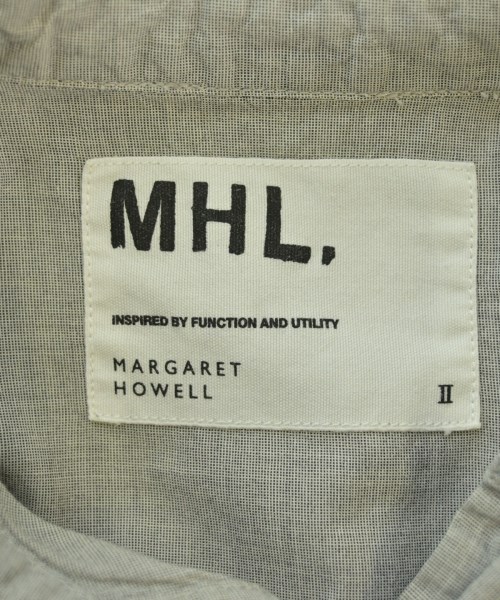 MHL.
INSPIRED BY FUNCTION AND UTILITY
MARGARET
HOWELL
II